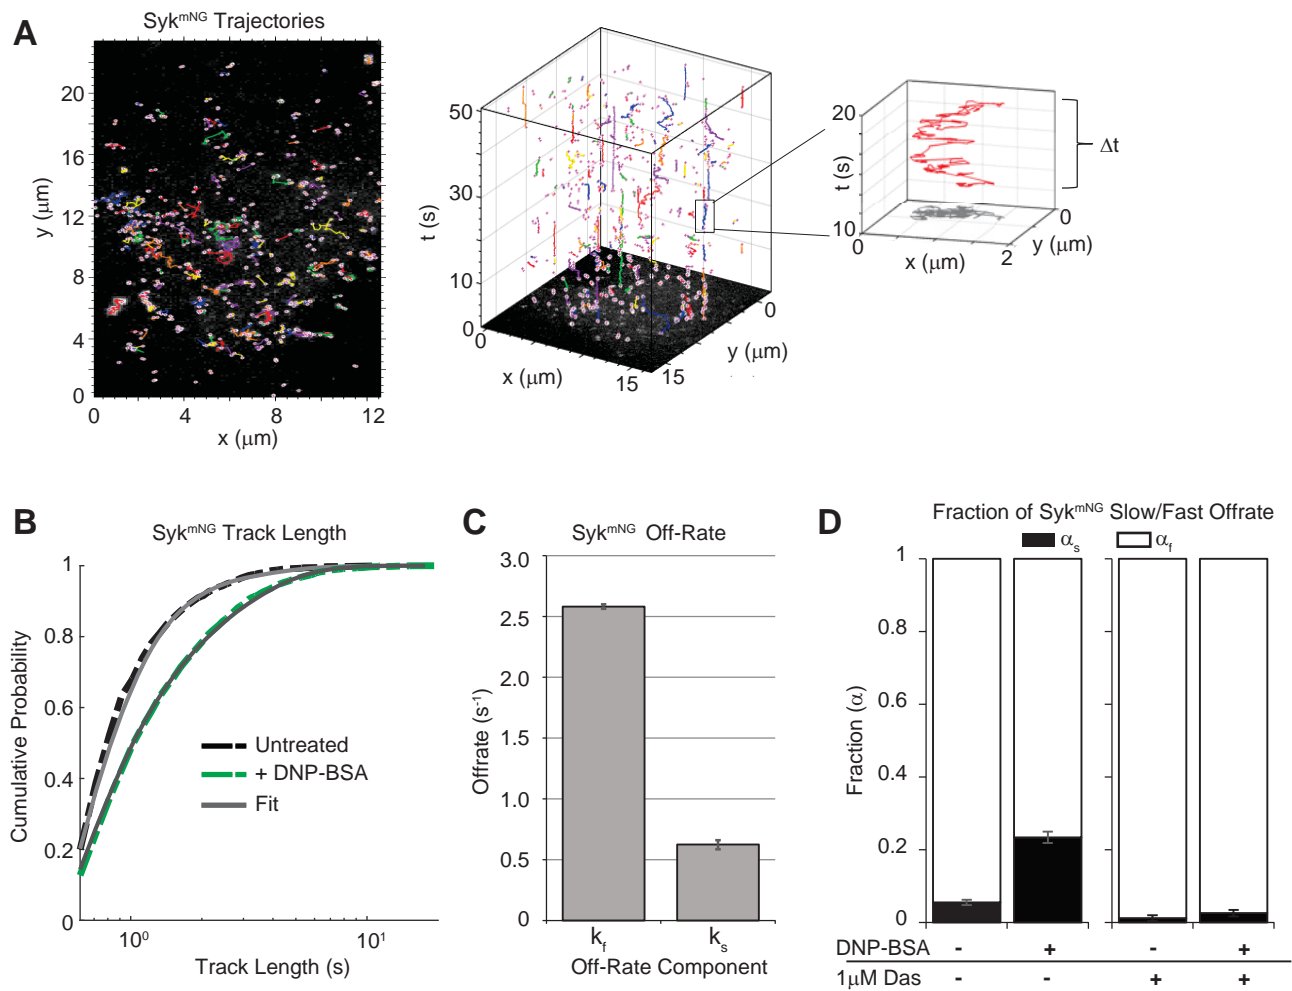 A
Syk^mNG Trajectories
20
16
12
8
4
0
y (μm)
0 4 8 12
x (μm)
50
30
10
0
t (s)
0
15
x (μm)
15
0
y (μm)
20
10
t (s)
Δt
0
2
x (μm)
0
y (μm)
B
Syk^mNG Track Length
1
0.8
0.6
0.4
0.2
0
Cumulative Probability
Untreated
+ DNP-BSA
Fit
10^0 10^1
Track Length (s)
C
Syk^mNG Off-Rate
3.0
2.5
2.0
1.5
1.0
0.5
0
Offrate (s^-1)
k_f k_s
Off-Rate Component
D
Fraction of Syk^mNG Slow/Fast Offrate
α_s α_f
1
0.8
0.6
0.4
0.2
0
Fraction (α)
DNP-BSA - + - +
1μM Das - - + +